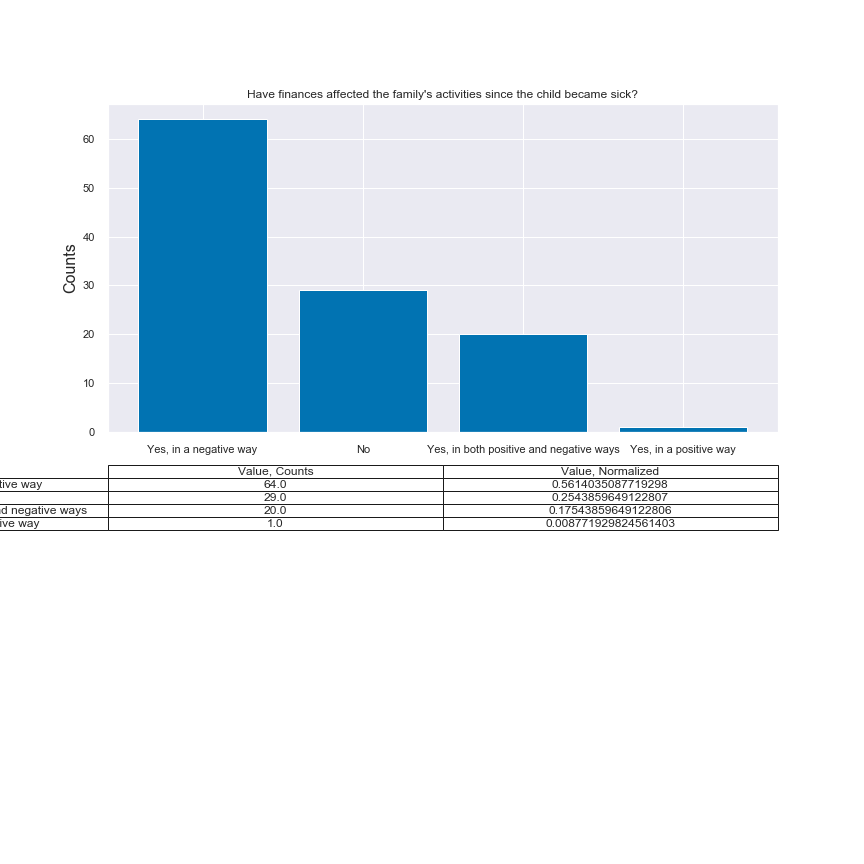 Have finances affected the family's activities since the child became sick?
Counts
60
50
40
30
20
10
0
Yes, in a negative way No Yes, in both positive and negative ways Yes, in a positive way
Value, Counts Value, Normalized
way 64.0 0.5614035087719298
29.0 0.2543859649122807
negative ways 20.0 0.17543859649122806
way 1.0 0.008771929824561403